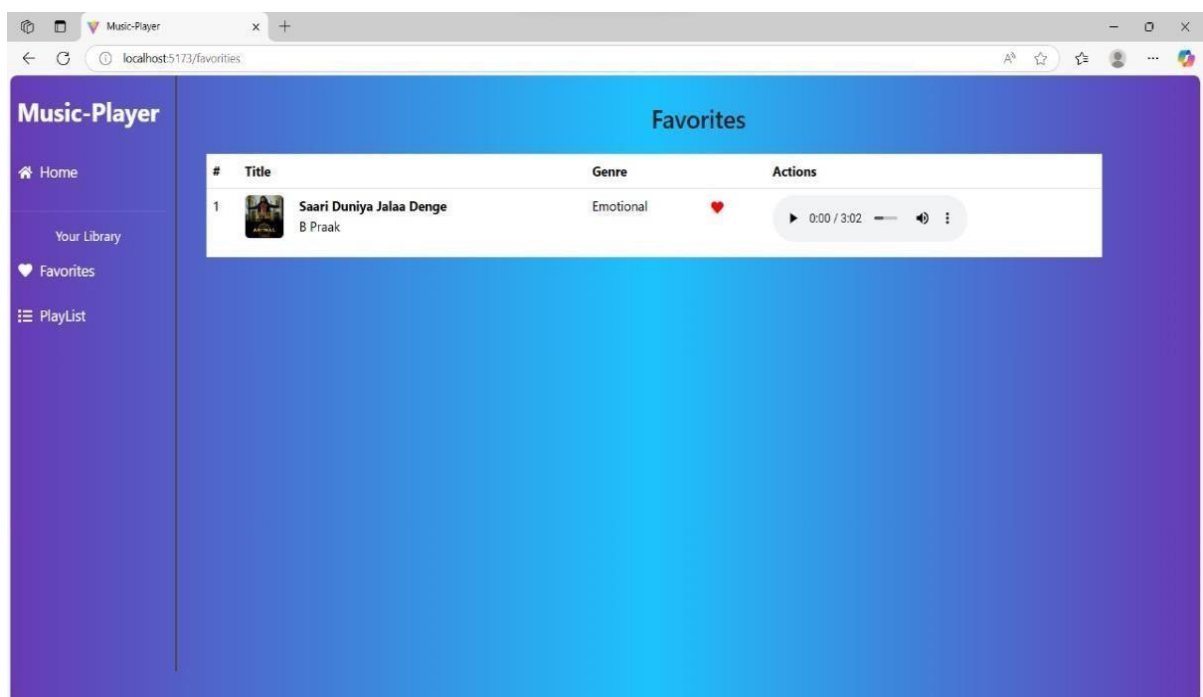 Music-Player
localhost:5173/favorities
Music-Player
Home
Your Library
Favorites
PlayList
Favorites
# Title Genre Actions
1 Saari Duniya Jalaa Denge Emotional 0:00 / 3:02
B Praak